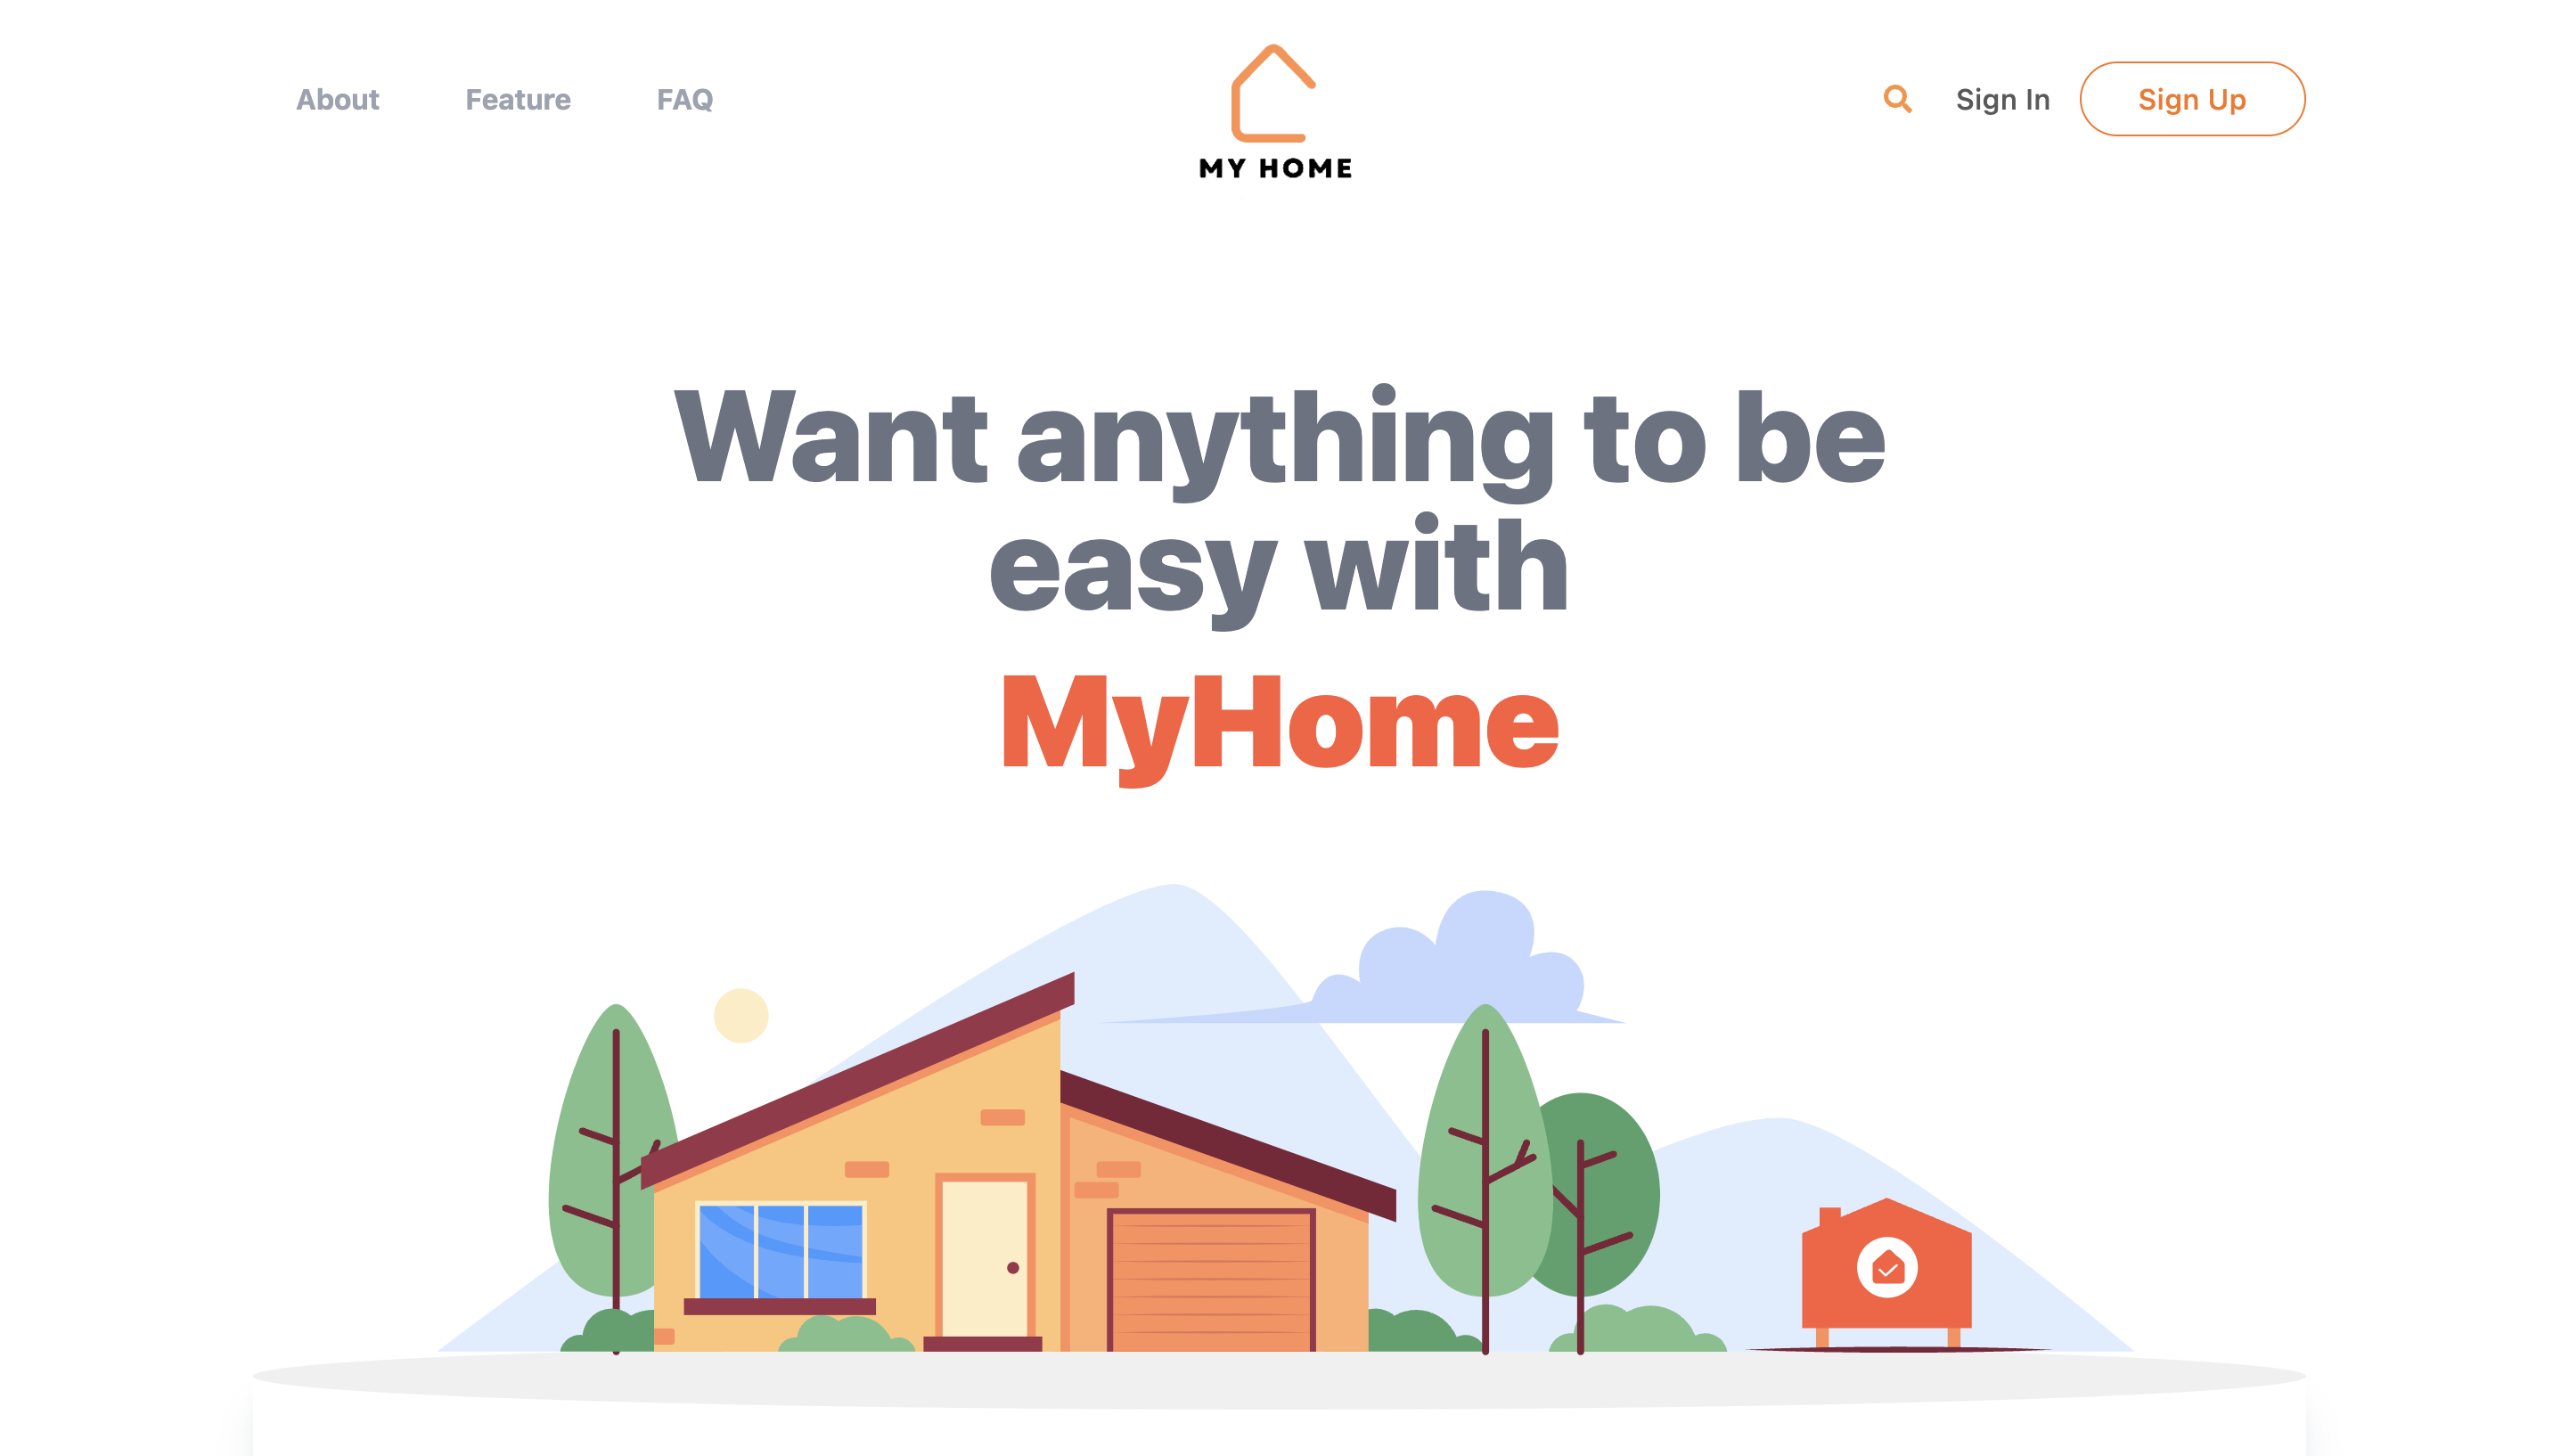 About
Feature
FAQ
MY HOME
Sign In
Sign Up
Want anything to be
easy with
MyHome